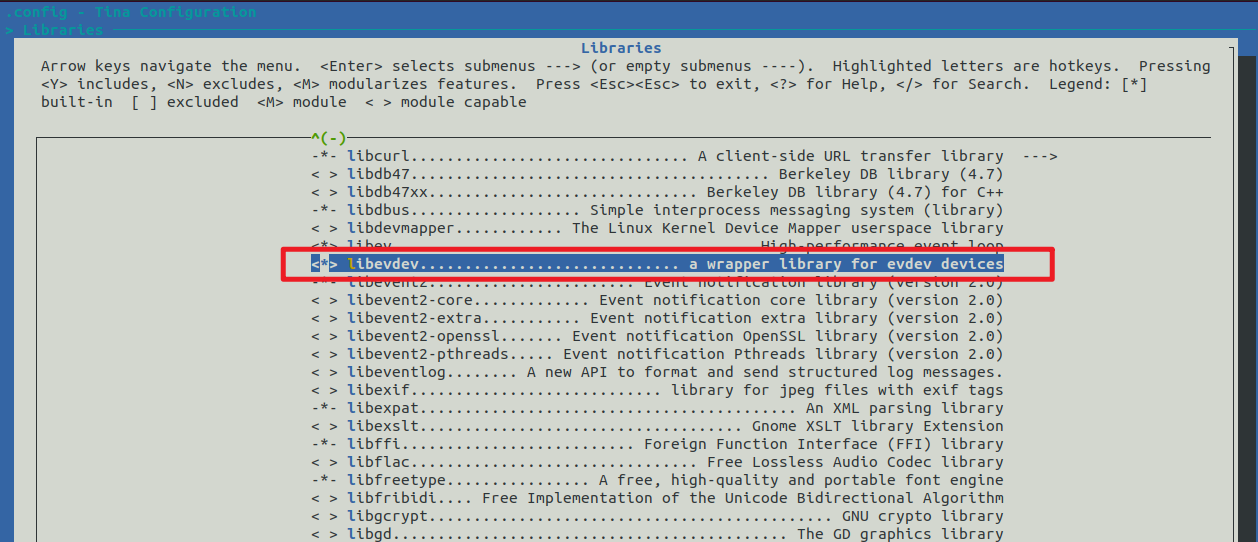 .config - Tina Configuration
> Libraries
Libraries
Arrow keys navigate the menu.  <Enter> selects submenus ---> (or empty submenus ----).  Highlighted letters are hotkeys.  Pressing
<Y> includes, <N> excludes, <M> modularizes features.  Press <Esc><Esc> to exit, <?> for Help, </> for Search.  Legend: [*]
built-in  [ ] excluded  <M> module  < > module capable
^(-)
-*- libcurl............................... A client-side URL transfer library  --->
< > libdb47........................................ Berkeley DB library (4.7)
< > libdb47xx.............................. Berkeley DB library (4.7) for C++
-*- libdbus................... Simple interprocess messaging system (library)
< > libdevmapper............ The Linux Kernel Device Mapper userspace library
<*> libev......................................... High-performance event loop
<*> libevdev............................. a wrapper library for evdev devices
-*- libevent2....................... Event notification library (version 2.0)
< > libevent2-core............. Event notification core library (version 2.0)
< > libevent2-extra........... Event notification extra library (version 2.0)
< > libevent2-openssl....... Event notification OpenSSL library (version 2.0)
< > libevent2-pthreads..... Event notification Pthreads library (version 2.0)
< > libeventlog........ A new API to format and send structured log messages.
< > libexif............................ library for jpeg files with exif tags
-*- libexpat.......................................... An XML parsing library
< > libexslt.................................... Gnome XSLT library Extension
-*- libffi.......................... Foreign Function Interface (FFI) library
< > libflac................................. Free Lossless Audio Codec library
-*- libfreetype................ A free, high-quality and portable font engine
< > libfribidi.... Free Implementation of the Unicode Bidirectional Algorithm
< > libgcrypt............................................. GNU crypto library
< > libgd............................................ The GD graphics library